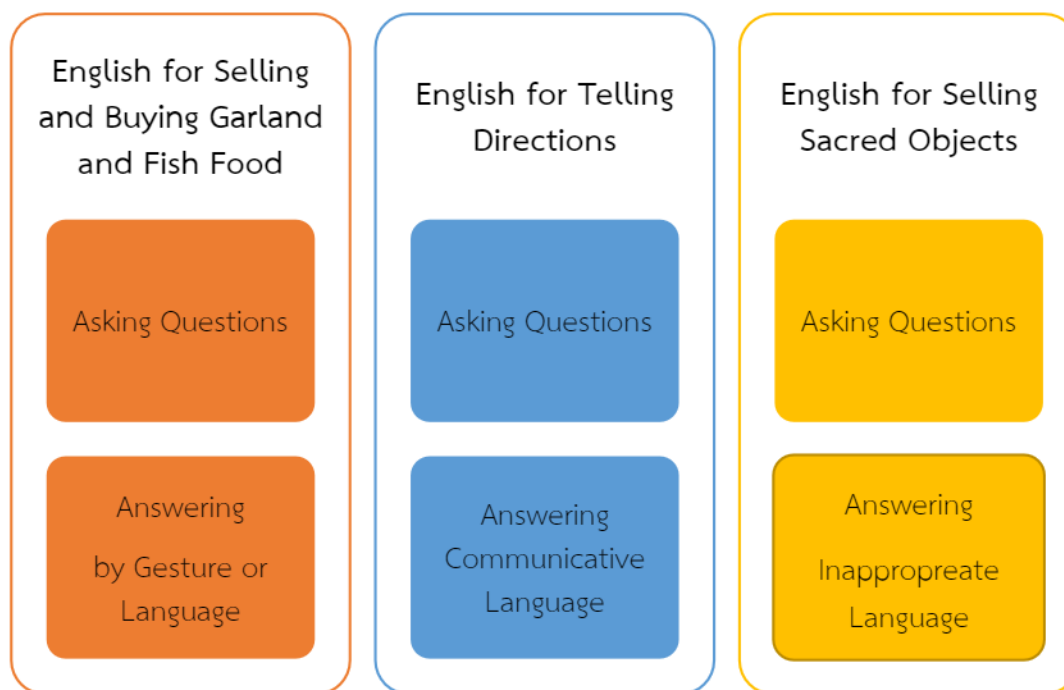 English for Selling
and Buying Garland
and Fish Food
Asking Questions
Answering
by Gesture or
Language
English for Telling
Directions
Asking Questions
Answering
Communicative
Language
English for Selling
Sacred Objects
Asking Questions
Answering
Inappropreate
Language